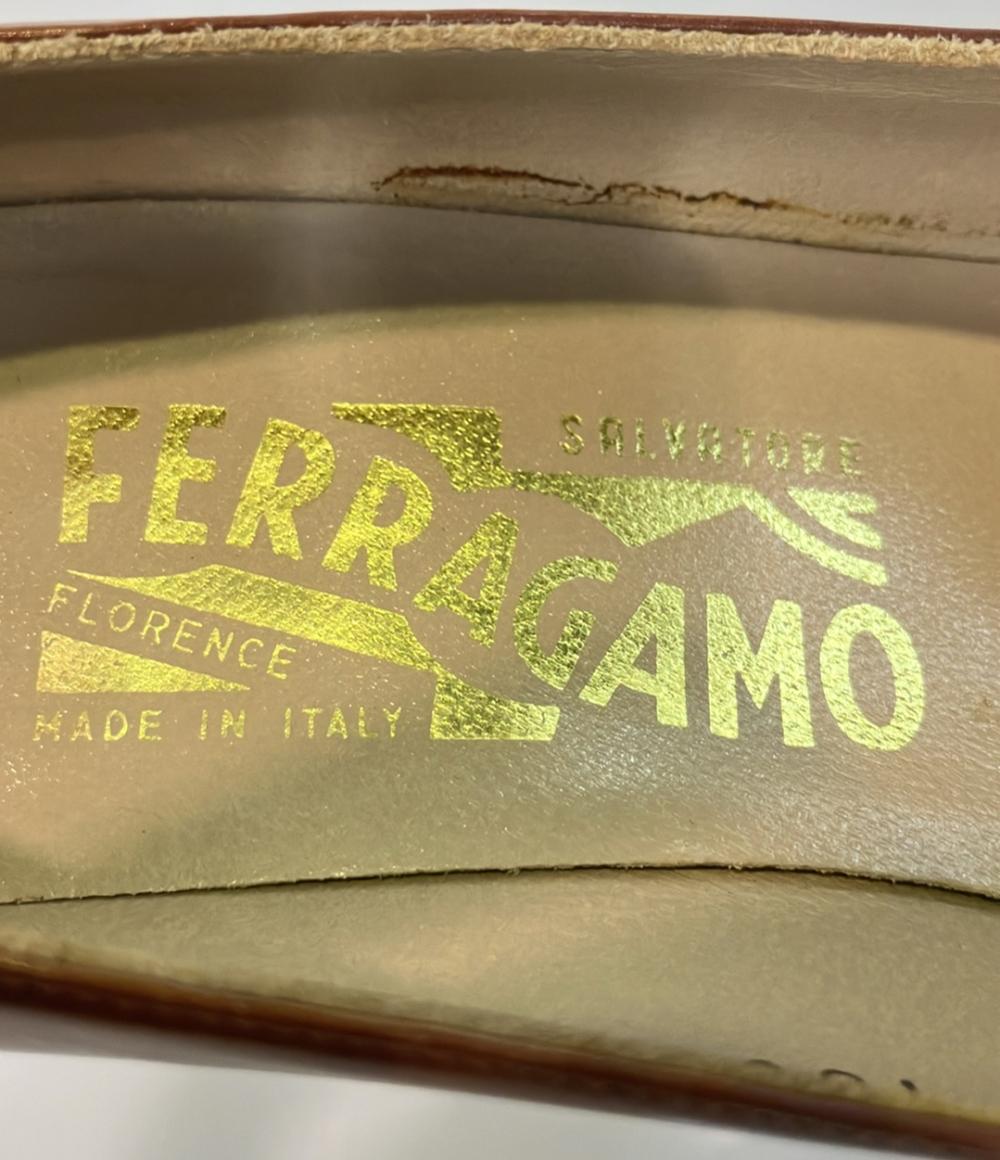 SALVATORE
FERRAGAMO
FLORENCE
MADE IN ITALY